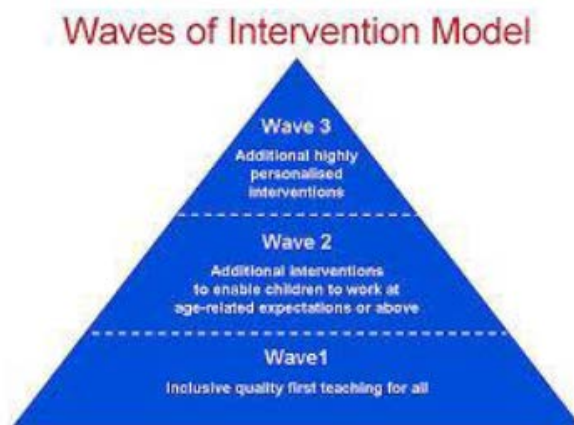 Waves of Intervention Model
Wave 3
Additional highly
personalised
interventions
Wave 2
Additional interventions
to enable children to work at
age-related expectations or above
Wave1
Inclusive quality first teaching for all